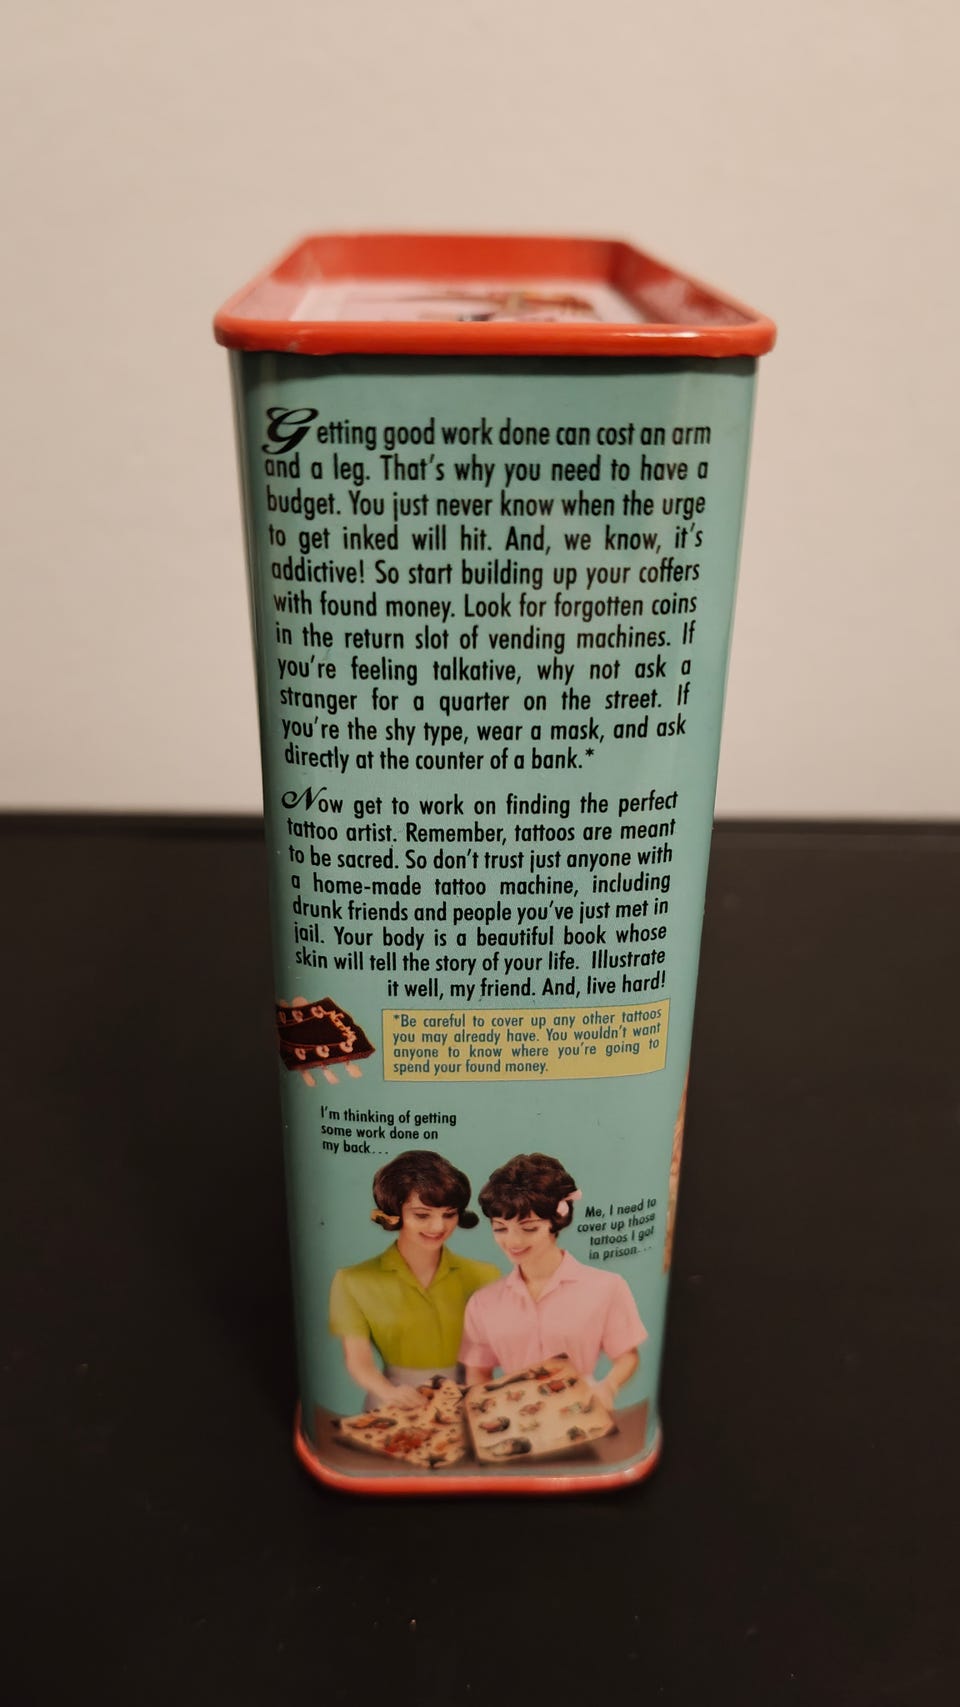 Getting good work done can cost an arm
and a leg. That's why you need to have a
budget. You just never know when the urge
to get inked will hit. And, we know, it's
addictive! So start building up your coffers
with found money. Look for forgotten coins
in the return slot of vending machines. If
you're feeling talkative, why not ask a
stranger for a quarter on the street. If
you're the shy type, wear a mask, and ask
directly at the counter of a bank.*
Now get to work on finding the perfect
tattoo artist. Remember, tattoos are meant
to be sacred. So don't trust just anyone with
a home-made tattoo machine, including
drunk friends and people you've just met in
jail. Your body is a beautiful book whose
skin will tell the story of your life. Illustrate
it well, my friend. And, live hard!
*Be careful to cover up any other tattoos
you may already have. You wouldn't want
anyone to know where you're going to
spend your found money.
I'm thinking of getting
some work done on
my back...
Me, I need to
cover up those
tattoos I got
in prison...